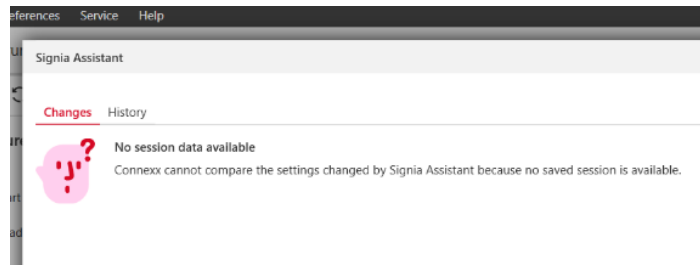 Service Help
Signia Assistant
Changes History
No session data available
Connexx cannot compare the settings changed by Signia Assistant because no saved session is available.